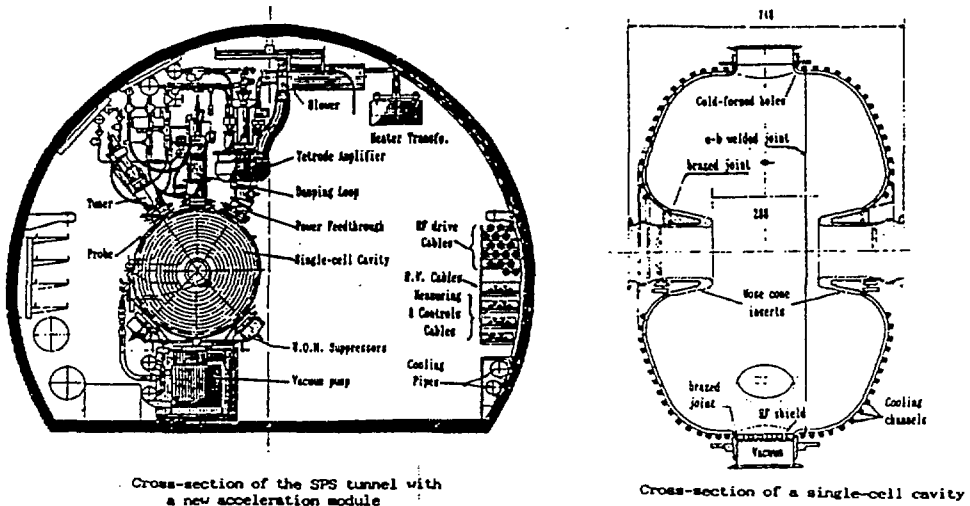 Blower
Heater Transfo.
Tetrode Amplifier
Damping Loop
Tuner
Power Feedthrough
Probe
Single-cell Cavity
RF drive
Cables
H.V. Cables
Measuring
& Controls
Cables
H.O.M. Suppressors
Vacuum pump
Cooling
Pipes
Cross-section of the SPS tunnel with
a new acceleration module
748
Cold-formed holes
e-b welded joint
brazed joint
288
Nose cone
inserts
brazed
joint
RF shield
Cooling
channels
Vacuum
Cross-section of a single-cell cavity